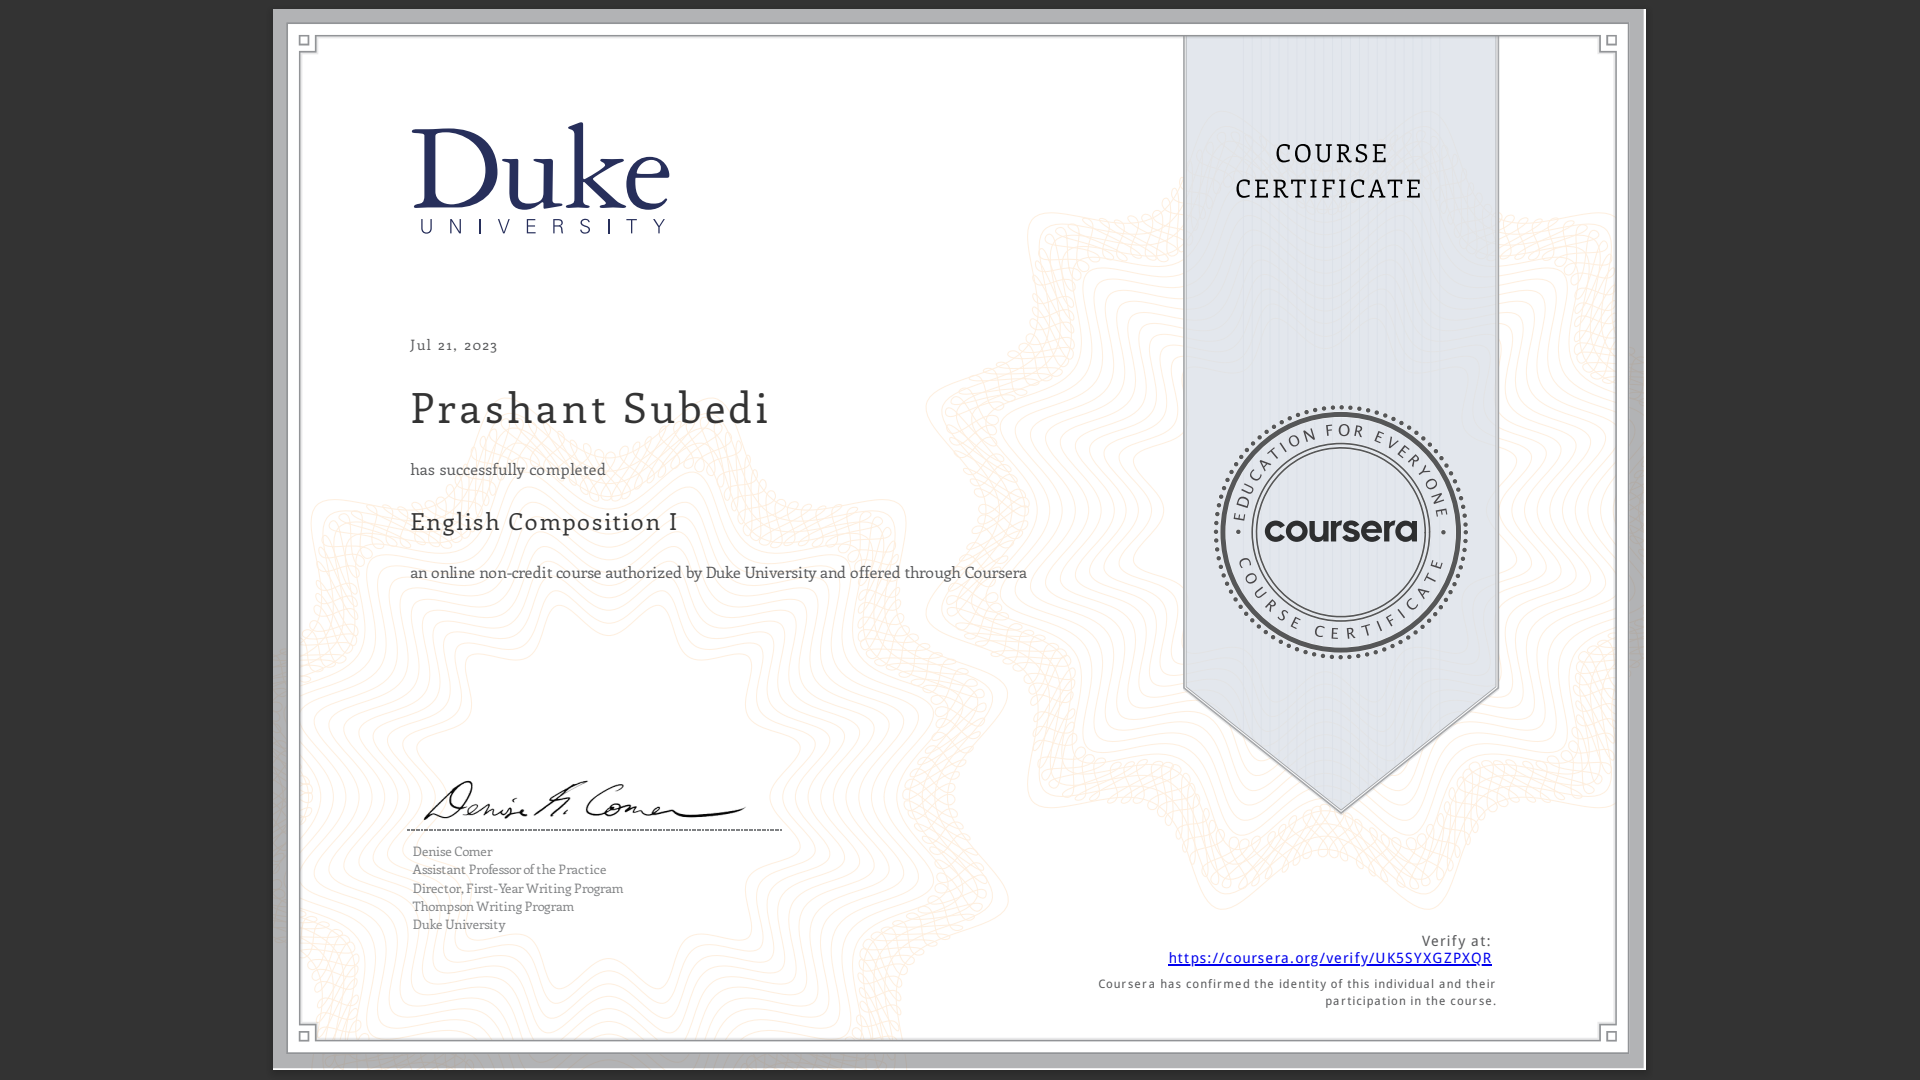 Duke
UNIVERSITY
COURSE
CERTIFICATE
Jul 21, 2023
Prashant Subedi
has successfully completed
English Composition I
an online non-credit course authorized by Duke University and offered through Coursera
EDUCATION FOR EVERYONE
coursera
COURSE CERTIFICATE
Denise K. Comer
Denise Comer
Assistant Professor of the Practice
Director, First-Year Writing Program
Thompson Writing Program
Duke University
Verify at:
https://coursera.org/verify/UK5SYXGZPXQR
Coursera has confirmed the identity of this individual and their
participation in the course.